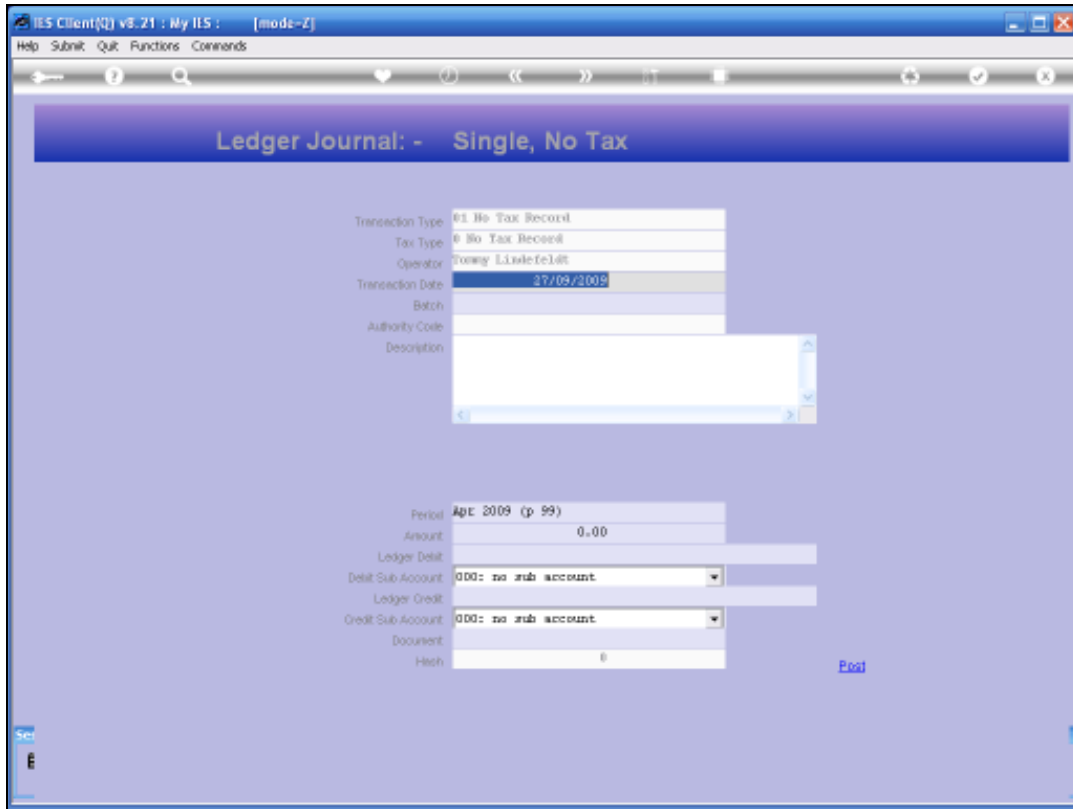 IES Client(Q) v8.21 : My IES : [mode=Z]
Help Submit Quit Functions Commands
Ledger Journal: - Single, No Tax
Transaction Type 01 No Tax Record
Tax Type 0 No Tax Record
Operator Tommy Lindefeldt
Transaction Date 27/09/2009
Batch
Authority Code
Description
Period Apr 2009 (p 99)
Amount 0.00
Ledger Debit
Debit Sub Account 000: no sub account
Ledger Credit
Credit Sub Account 000: no sub account
Document
Hash 0
Post
Ses